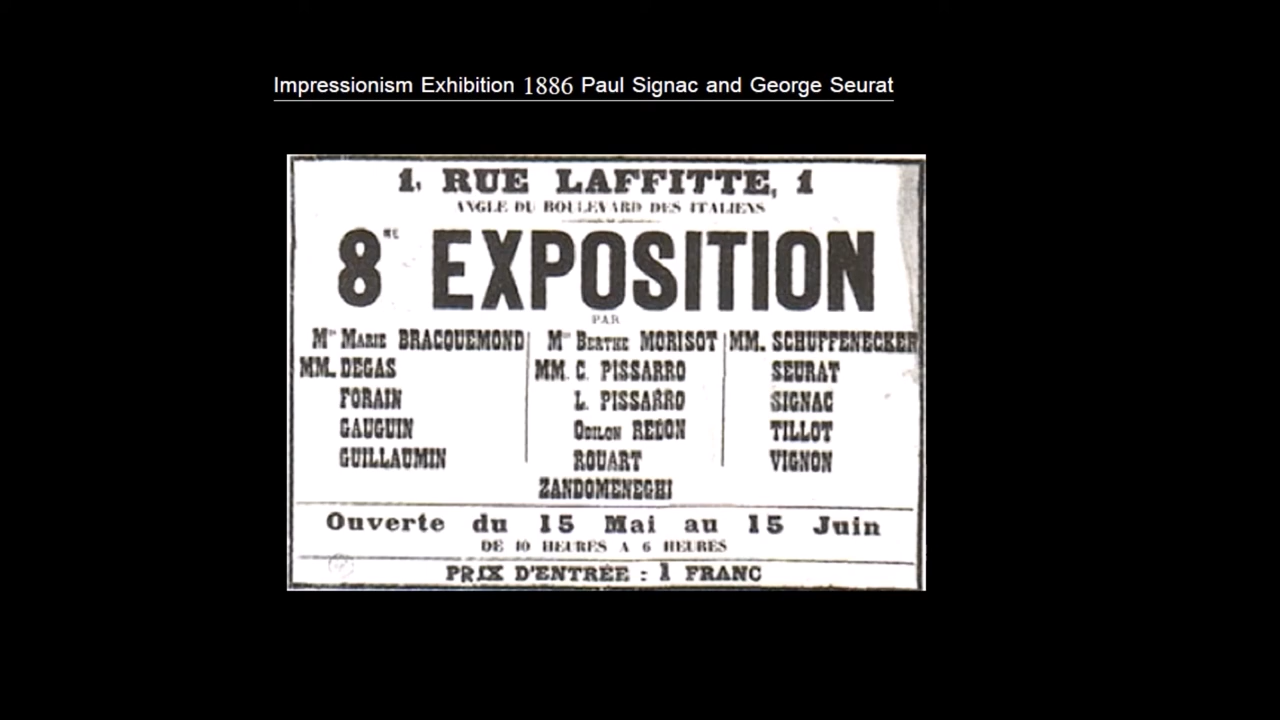 Impressionism Exhibition 1886 Paul Signac and George Seurat
1, RUE LAFFITTE, 1
ANGLE DU BOULEVARD DES ITALIENS
8ME EXPOSITION
PAR
Mme MARIE BRACQUEMOND
MM. DEGAS
FORAIN
GAUGUIN
GUILLAUMIN
Mme BERTHE MORISOT
MM. C. PISSARRO
L. PISSARRO
ODILON REDON
ROUART
ZANDOMENEGHI
MM. SCHUFFENECKER
SEURAT
SIGNAC
TILLOT
VIGNON
Ouverte du 15 Mai au 15 Juin
DE 10 HEURES A 6 HEURES
PRIX D'ENTRÉE : 1 FRANC